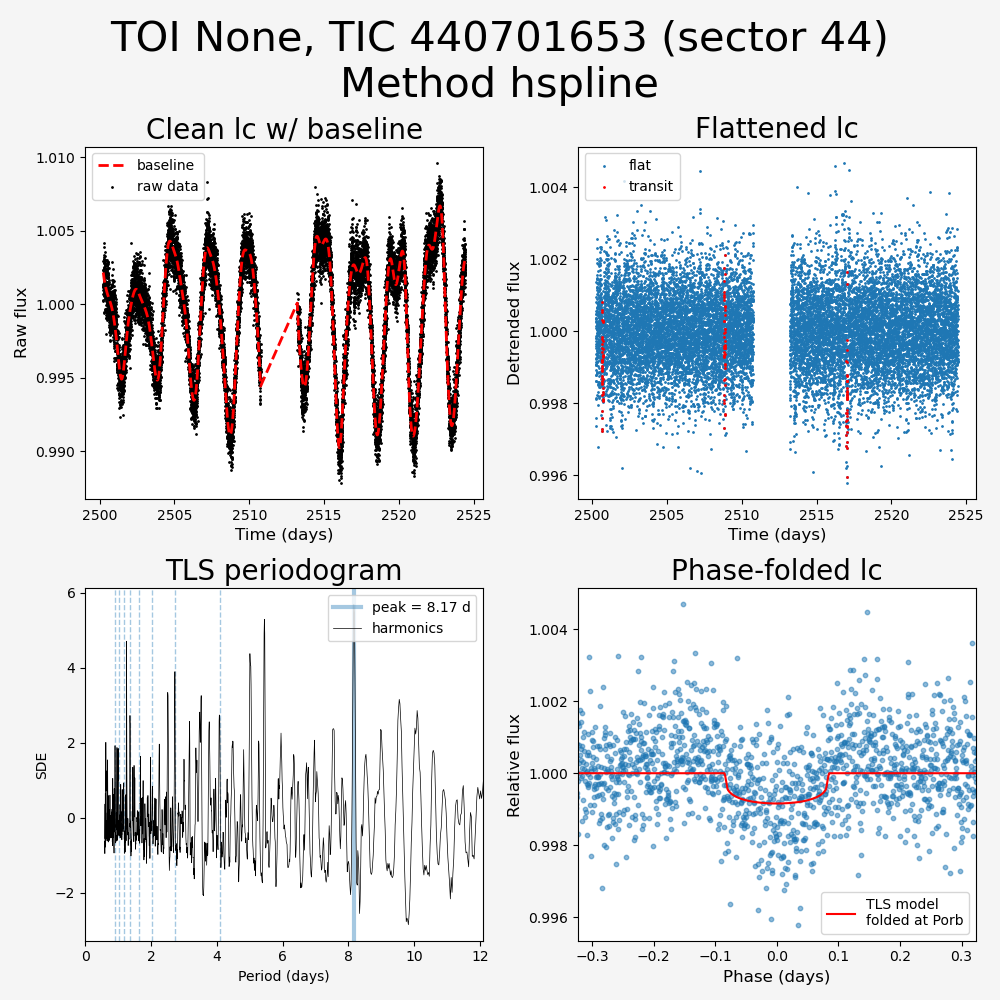 TOI None, TIC 440701653 (sector 44)
Method hspline
Clean lc w/ baseline
baseline
raw data
1.010
1.005
1.000
0.995
0.990
Raw flux
2500
2505
2510
2515
2520
2525
Time (days)
Flattened lc
flat
transit
1.004
1.002
1.000
0.998
0.996
Detrended flux
2500
2505
2510
2515
2520
2525
Time (days)
TLS periodogram
peak = 8.17 d
harmonics
6
4
2
0
−2
SDE
0
2
4
6
8
10
12
Period (days)
Phase-folded lc
1.004
1.002
1.000
0.998
0.996
Relative flux
TLS model
folded at Porb
−0.3
−0.2
−0.1
0.0
0.1
0.2
0.3
Phase (days)